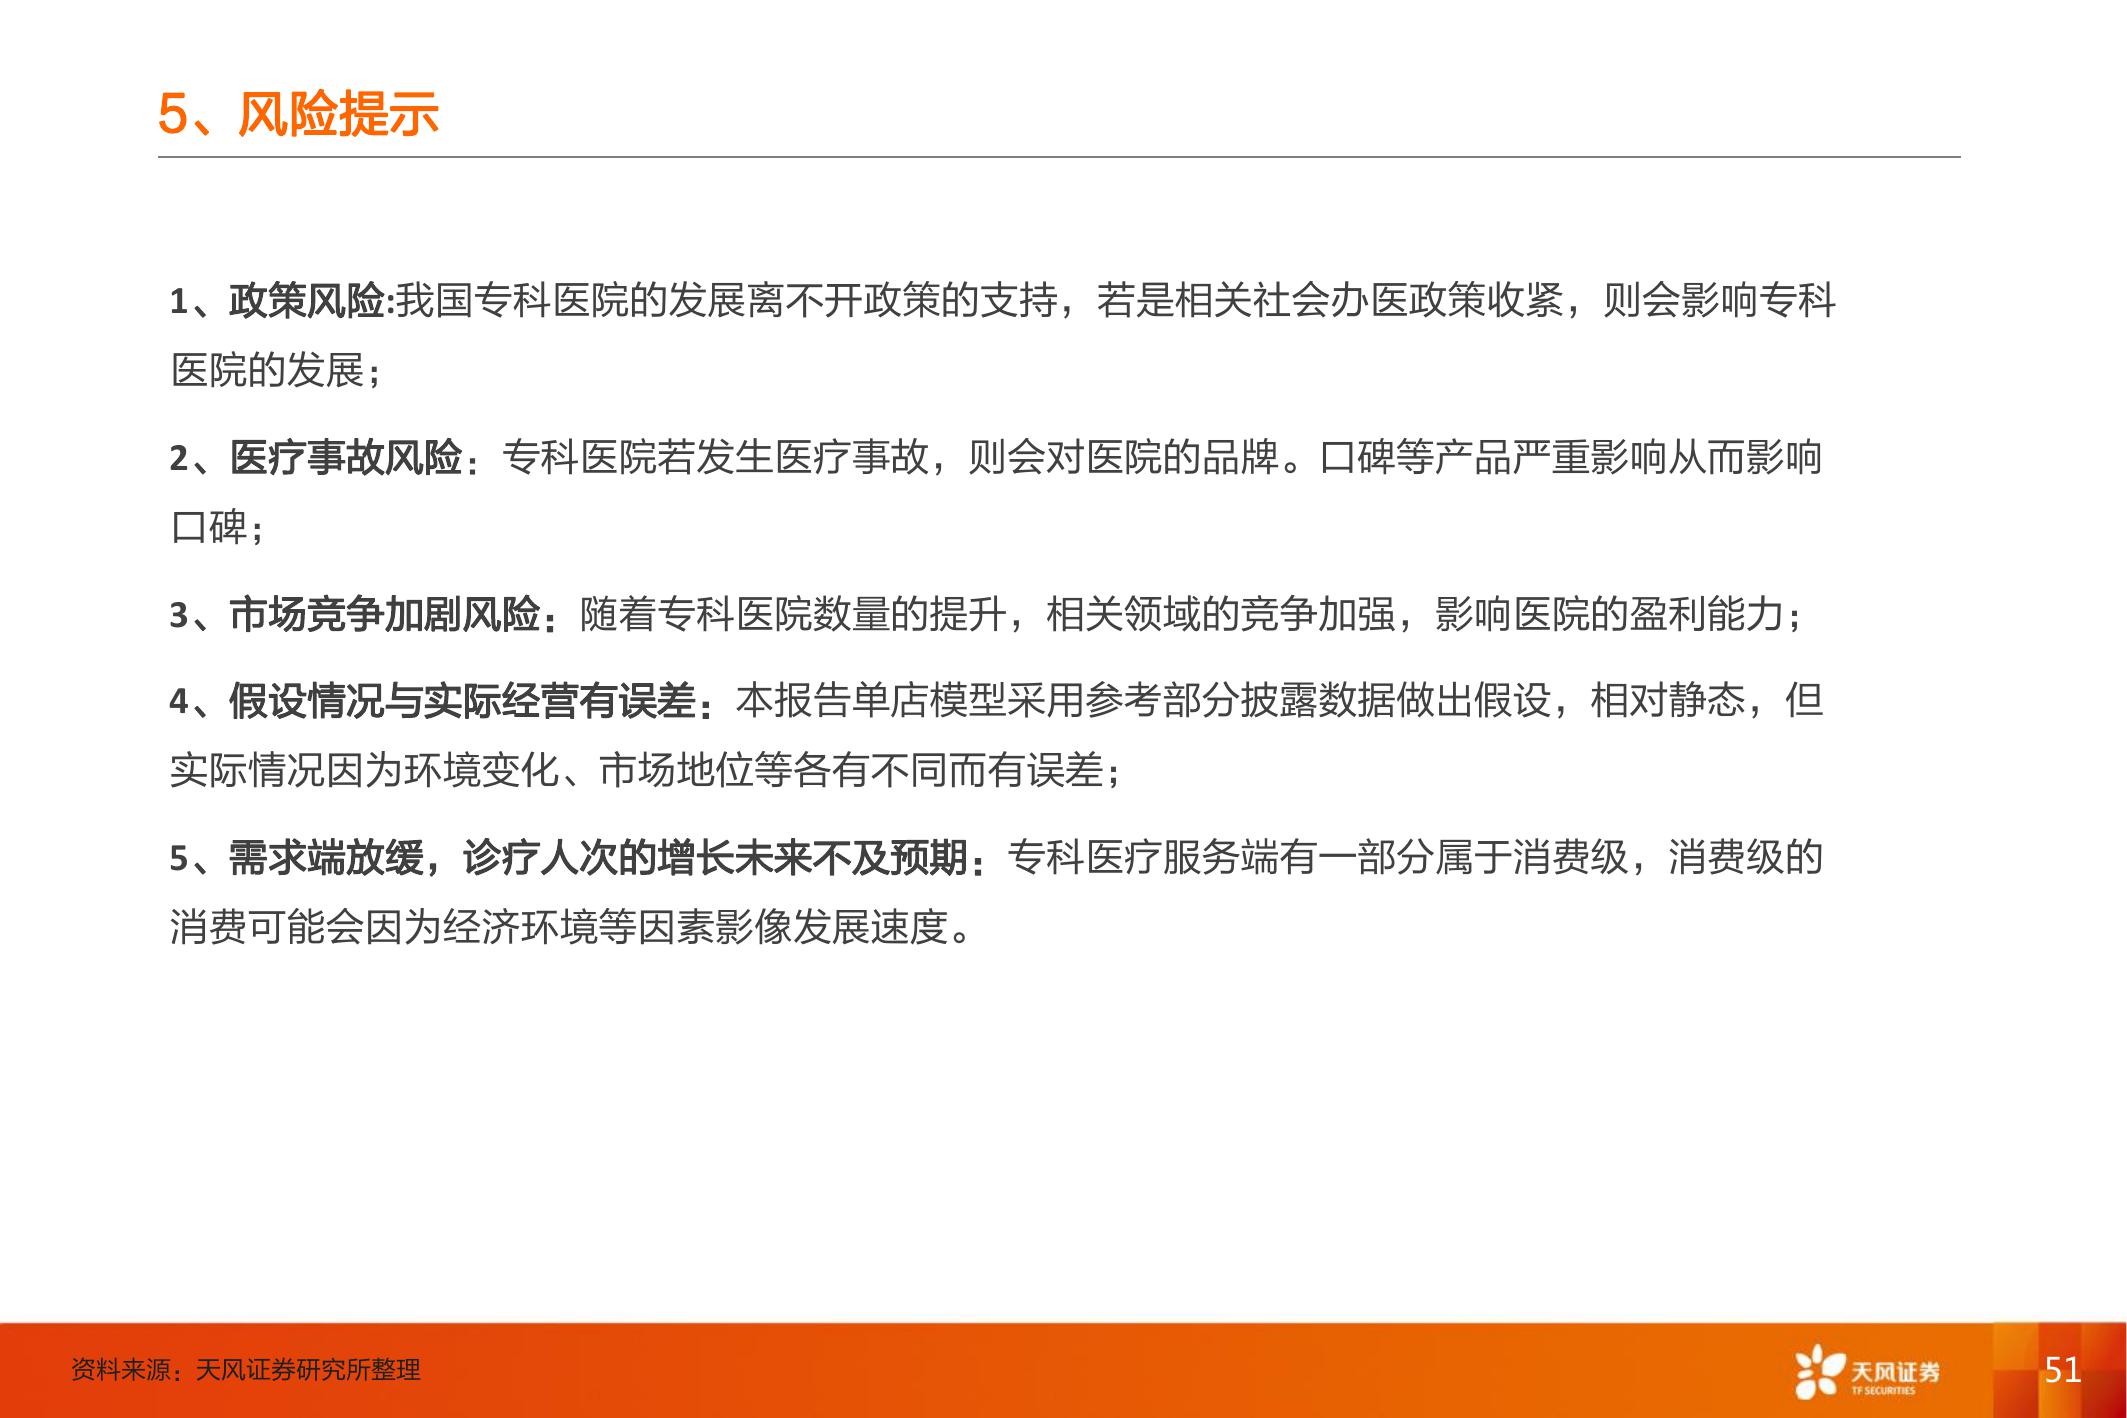 5、风险提示
1、政策风险:我国专科医院的发展离不开政策的支持，若是相关社会办医政策收紧，则会影响专科
医院的发展；
2、医疗事故风险：专科医院若发生医疗事故，则会对医院的品牌。口碑等产品严重影响从而影响
口碑；
3、市场竞争加剧风险：随着专科医院数量的提升，相关领域的竞争加强，影响医院的盈利能力；
4、假设情况与实际经营有误差：本报告单店模型采用参考部分披露数据做出假设，相对静态，但
实际情况因为环境变化、市场地位等各有不同而有误差；
5、需求端放缓，诊疗人次的增长未来不及预期：专科医疗服务端有一部分属于消费级，消费级的
消费可能会因为经济环境等因素影像发展速度。
资料来源：天风证券研究所整理
天风证券
TF SECURITIES
51